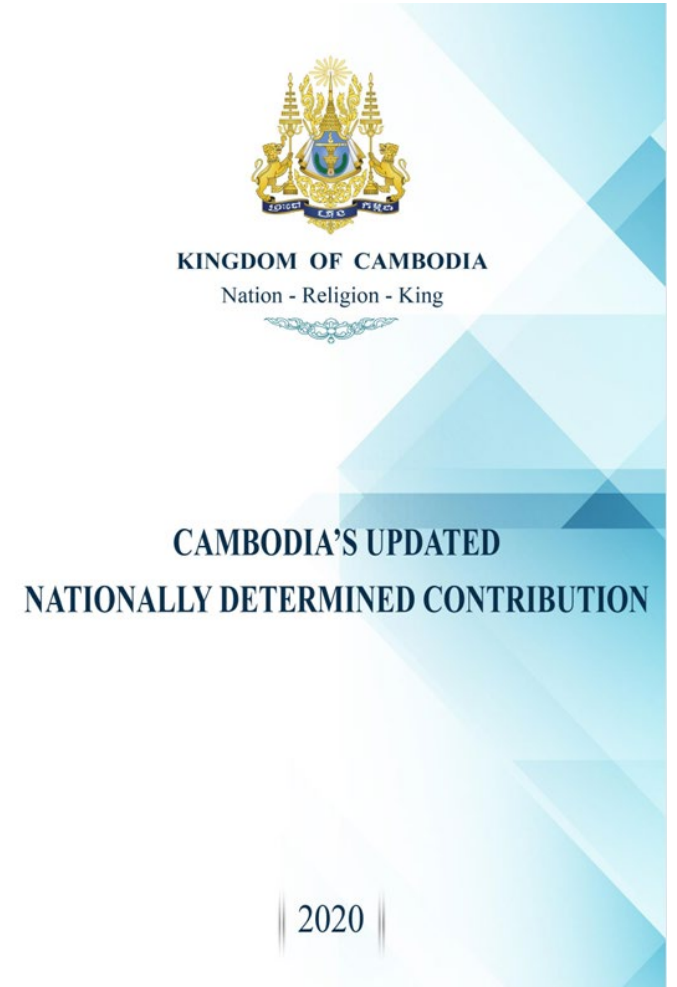 KINGDOM OF CAMBODIA
Nation - Religion - King
CAMBODIA'S UPDATED
NATIONALLY DETERMINED CONTRIBUTION
2020